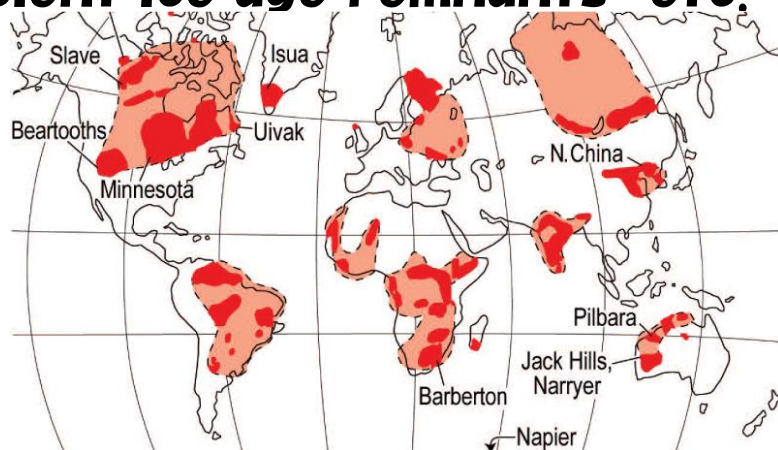 Slave
Isua
Beartooths
Uivak
Minnesota
N.China
Pilbara
Jack Hills,
Narryer
Barberton
Napier